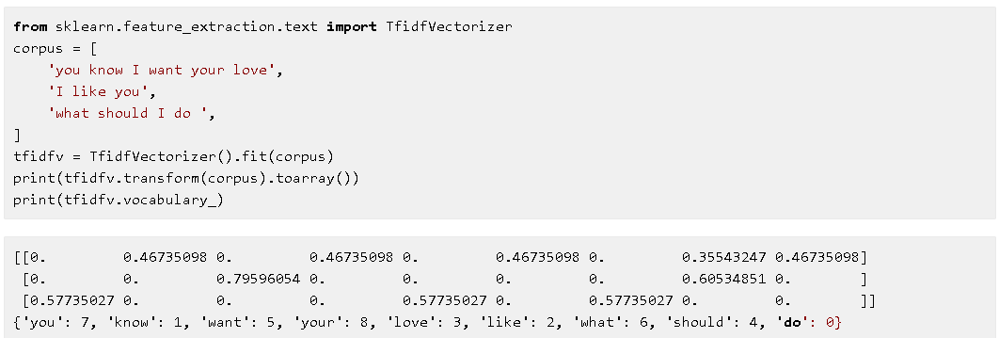 from sklearn.feature_extraction.text import TfidfVectorizer
corpus = [
    'you know I want your love',
    'I like you',
    'what should I do ',
]
tfidfv = TfidfVectorizer().fit(corpus)
print(tfidfv.transform(corpus).toarray())
print(tfidfv.vocabulary_)
[[0.         0.46735098 0.         0.46735098 0.         0.46735098 0.         0.35543247 0.46735098]
 [0.         0.         0.79596054 0.         0.         0.         0.         0.60534851 0.        ]
 [0.57735027 0.         0.         0.         0.57735027 0.         0.57735027 0.         0.        ]]
{'you': 7, 'know': 1, 'want': 5, 'your': 8, 'love': 3, 'like': 2, 'what': 6, 'should': 4, 'do': 0}